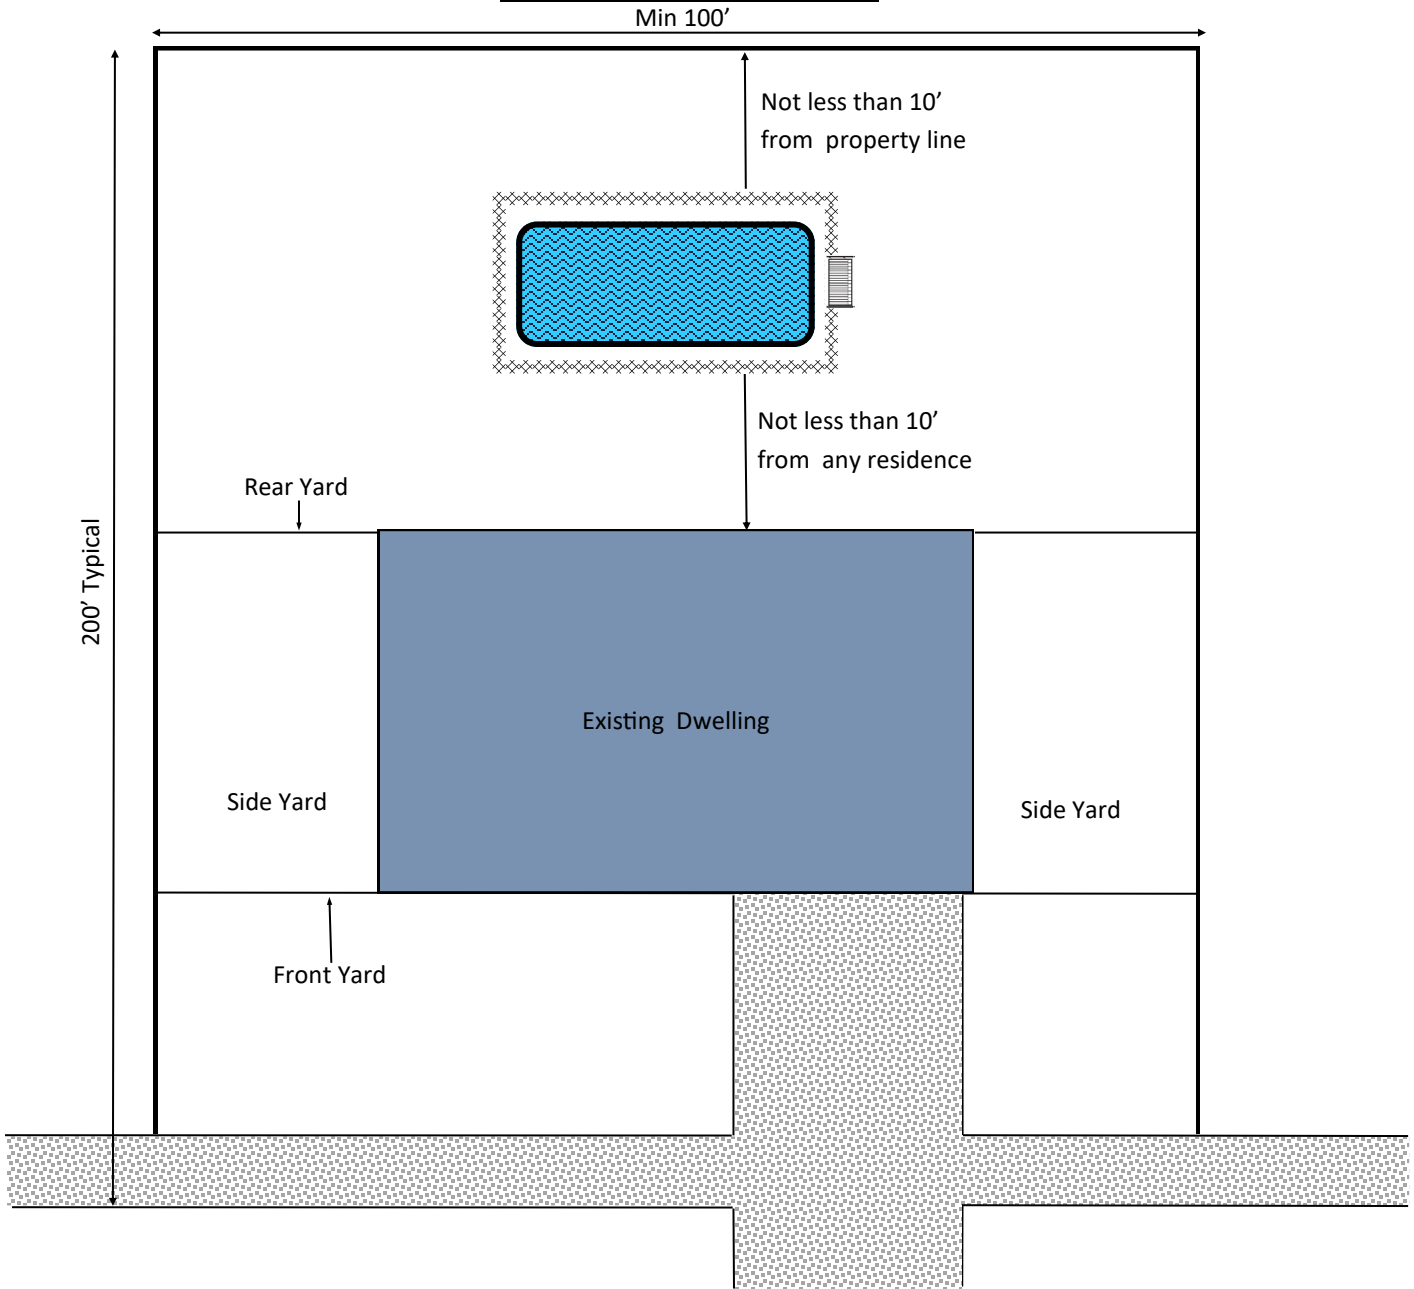 Min 100’
Not less than 10’
from property line
Not less than 10’
from any residence
Rear Yard
200’ Typical
Existing Dwelling
Side Yard
Side Yard
Front Yard